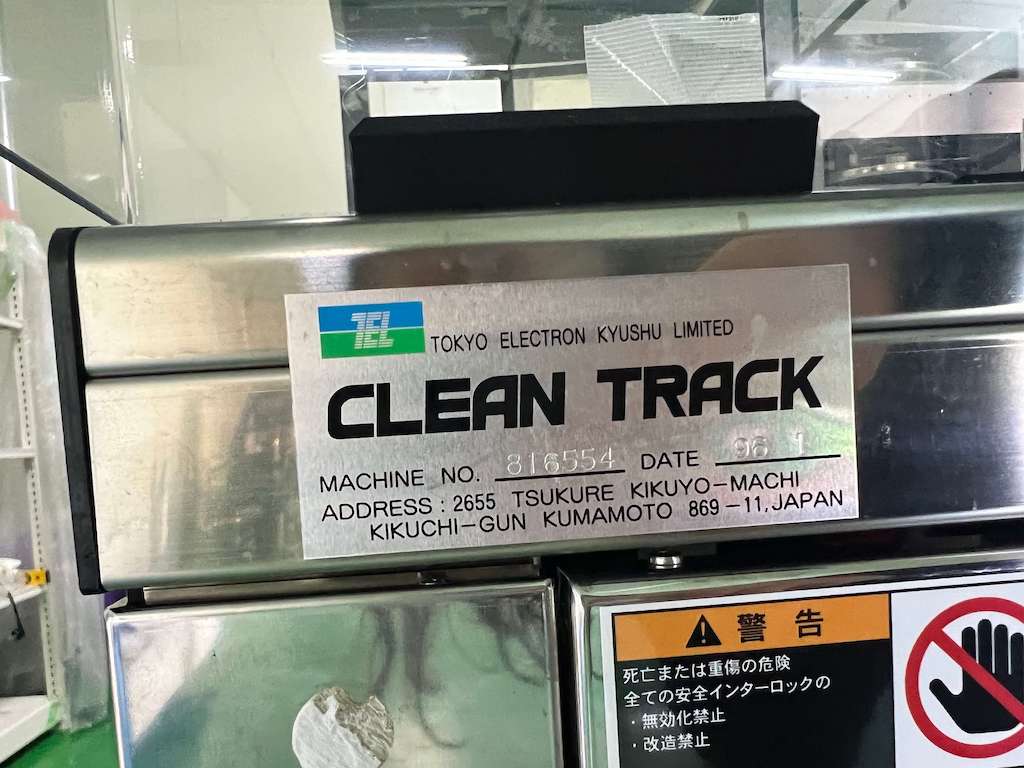 TEL
TOKYO ELECTRON KYUSHU LIMITED
CLEAN TRACK
MACHINE NO. 816554 DATE 96 1
ADDRESS : 2655 TSUKURE KIKUYO-MACHI
KIKUCHI-GUN KUMAMOTO 869-11, JAPAN
警告
死亡または重傷の危険
全ての安全インターロックの
・無効化禁止
・改造禁止